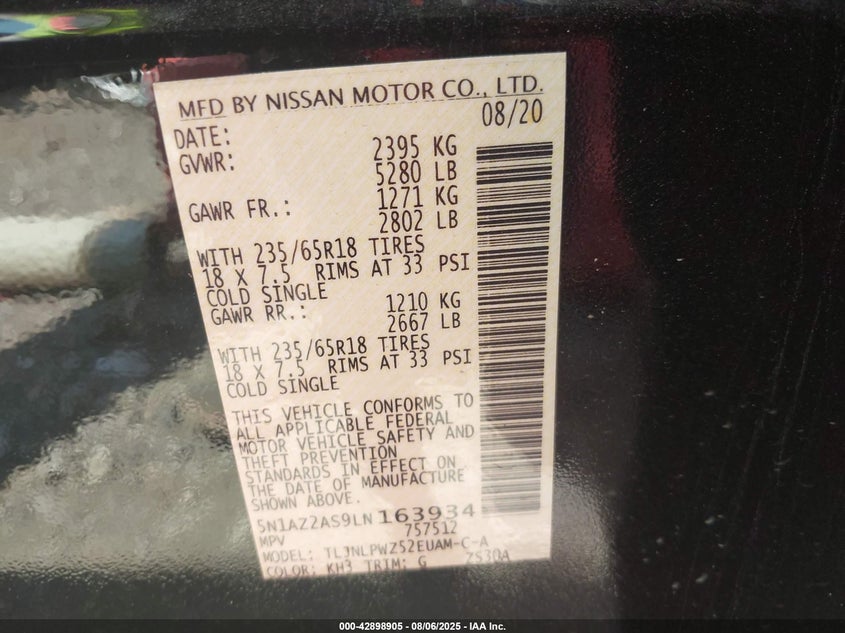 MFD BY NISSAN MOTOR CO., LTD.
DATE: 08/20
GVWR: 2395 KG
5280 LB
GAWR FR.: 1271 KG
2802 LB
WITH 235/65R18 TIRES
18 X 7.5 RIMS AT 33 PSI
COLD SINGLE
GAWR RR.: 1210 KG
2667 LB
WITH 235/65R18 TIRES
18 X 7.5 RIMS AT 33 PSI
COLD SINGLE
THIS VEHICLE CONFORMS TO
ALL APPLICABLE FEDERAL
MOTOR VEHICLE SAFETY AND
THEFT PREVENTION
STANDARDS IN EFFECT ON
THE DATE OF MANUFACTURE
SHOWN ABOVE.
5N1AZ2AS9LN163934
MPV 757512
MODEL: TLJNLPWZ52EUAM-C-A
COLOR: KH3 TRIM: G ZS3OA
000-42898905 - 08/06/2025 - IAA Inc.